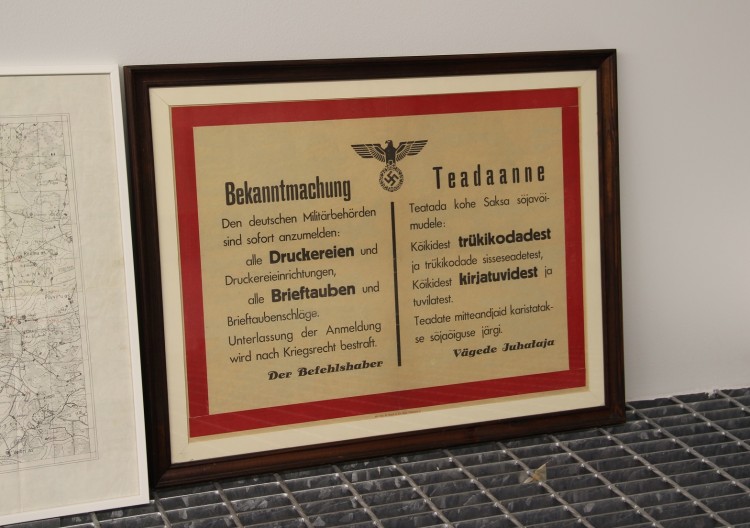 Bekanntmachung
Den deutschen Militärbehörden
sind sofort anzumelden:
alle Druckereien und
Druckereieinrichtungen,
alle Brieftauben und
Brieftaubenschläge.
Unterlassung der Anmeldung
wird nach Kriegsrecht bestraft.
Der Befehlshaber
Teadaanne
Teatada kohe Saksa sõjavõi-
mudele:
Kõikidest trükikodadest
ja trükikodade sisseseadetest,
Kõikidest kirjatuvidest ja
tuvilatest.
Teadate mitteandjaid karistatak-
se sõjaõiguse järgi.
Vägede Juhataja